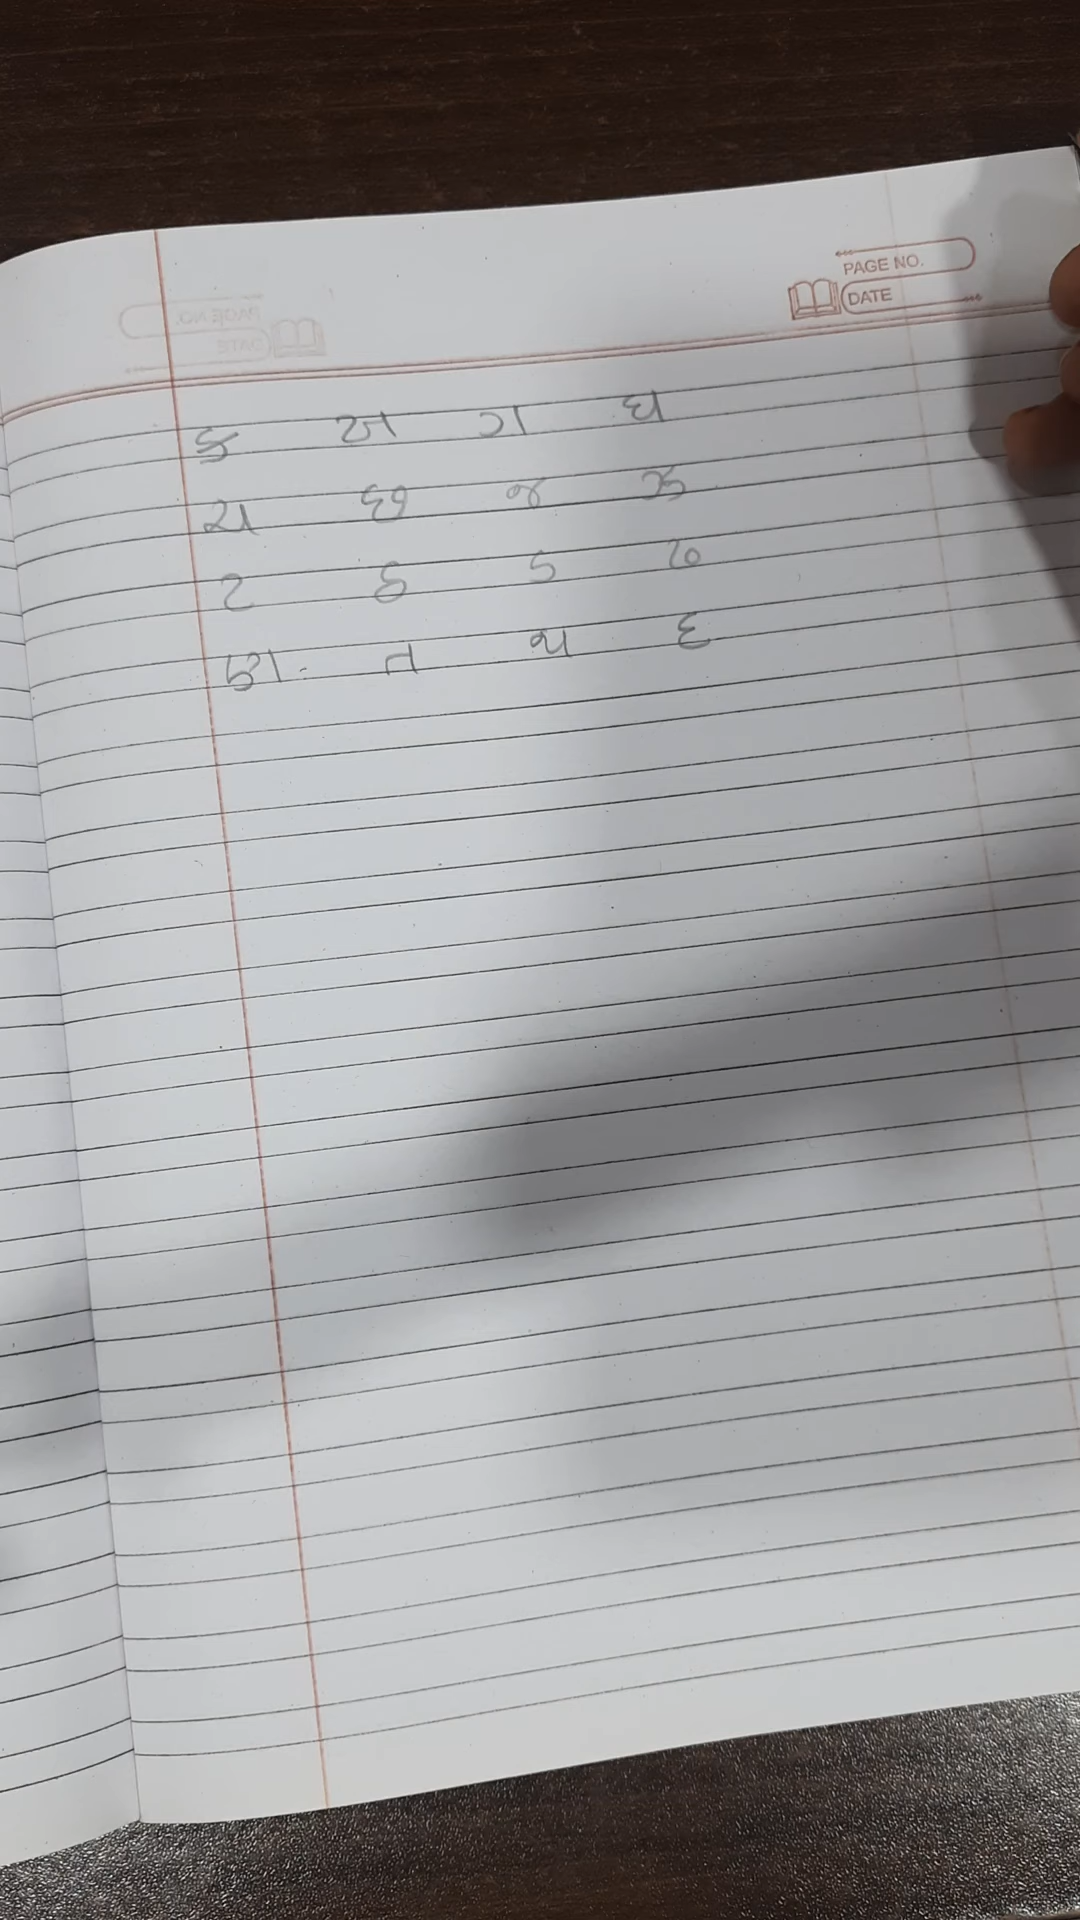 PAGE NO.
DATE
ક ખ ગ ઘ
ચ છ જ ઝ
ટ ઠ ડ ઢ
ણ ત થ દ